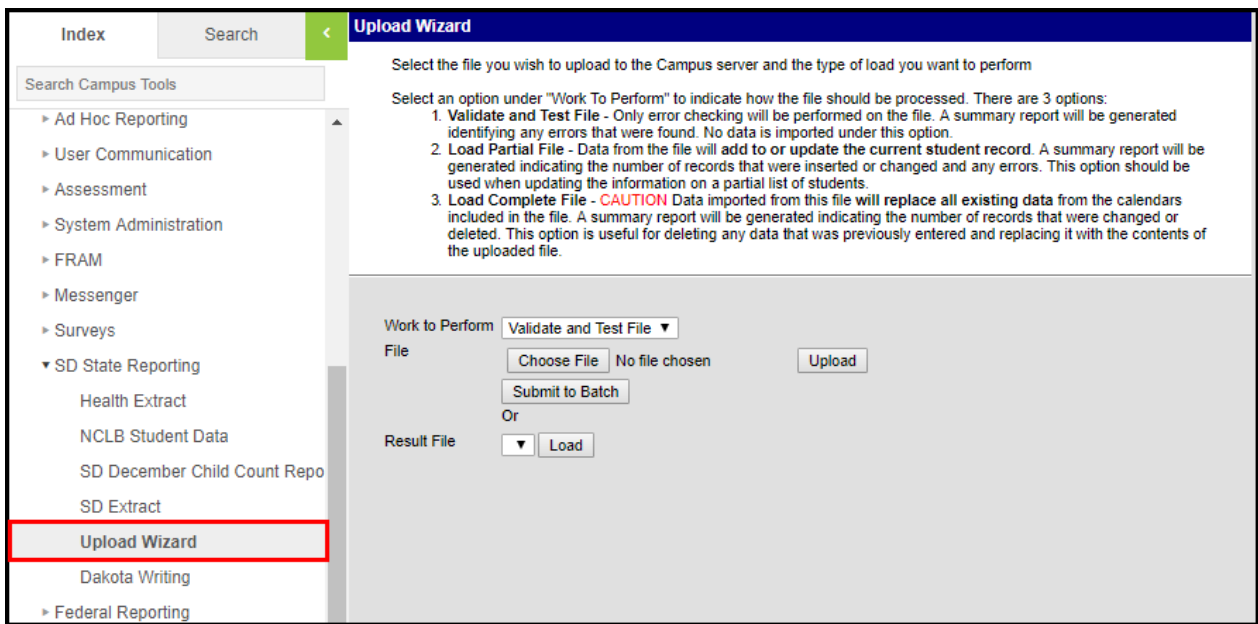 Index
Search
<
Search Campus Tools
Ad Hoc Reporting
User Communication
Assessment
System Administration
FRAM
Messenger
Surveys
SD State Reporting
Health Extract
NCLB Student Data
SD December Child Count Repo
SD Extract
Upload Wizard
Dakota Writing
Federal Reporting
Upload Wizard
Select the file you wish to upload to the Campus server and the type of load you want to perform
Select an option under "Work To Perform" to indicate how the file should be processed. There are 3 options:
1. Validate and Test File - Only error checking will be performed on the file. A summary report will be generated
identifying any errors that were found. No data is imported under this option.
2. Load Partial File - Data from the file will add to or update the current student record. A summary report will be
generated indicating the number of records that were inserted or changed and any errors. This option should be
used when updating the information on a partial list of students.
3. Load Complete File - CAUTION Data imported from this file will replace all existing data from the calendars
included in the file. A summary report will be generated indicating the number of records that were changed or
deleted. This option is useful for deleting any data that was previously entered and replacing it with the contents of
the uploaded file.
Work to Perform Validate and Test File
File Choose File No file chosen Upload
Submit to Batch
Or
Result File Load